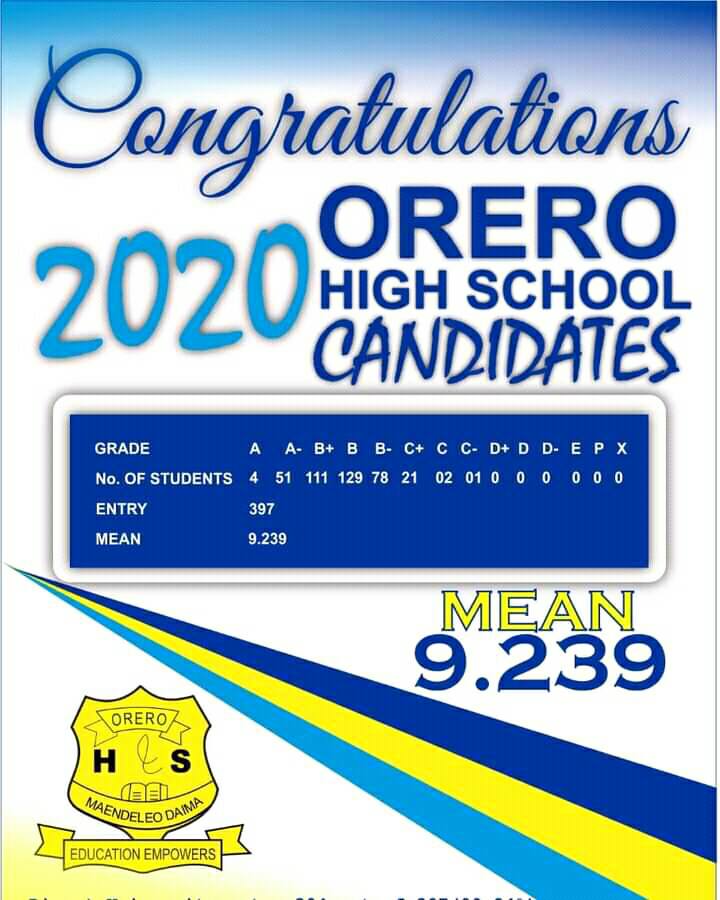 Congratulations
2020
ORERO
HIGH SCHOOL
CANDIDATES
GRADE A A- B+ B B- C+ C C- D+ D D- E P X
No. OF STUDENTS 4 51 111 129 78 21 02 01 0 0 0 0 0 0
ENTRY 397
MEAN 9.239
MEAN
9.239
ORERO
H S
MAENDELEO DAIMA
EDUCATION EMPOWERS